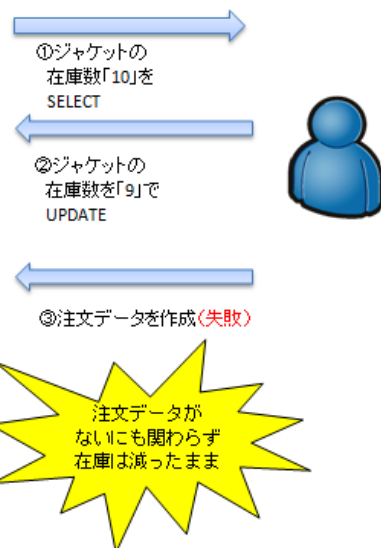 ①ジャケットの
在庫数「10」を
SELECT
②ジャケットの
在庫数を「9」で
UPDATE
③注文データを作成(失敗)
注文データが
ないにも関わらず
在庫は減ったまま